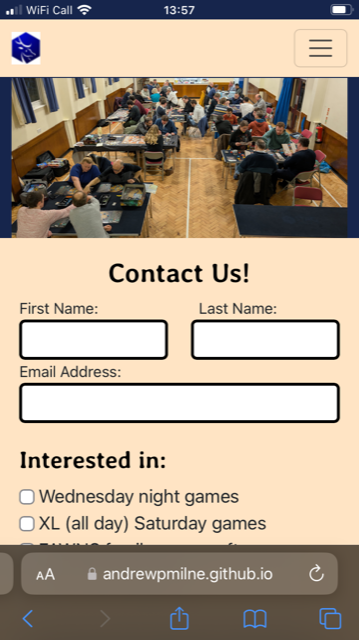 WiFi Call 13:57
Contact Us!
First Name: Last Name:
Email Address:
Interested in:
Wednesday night games
XL (all day) Saturday games
AA andrewpmilne.github.io